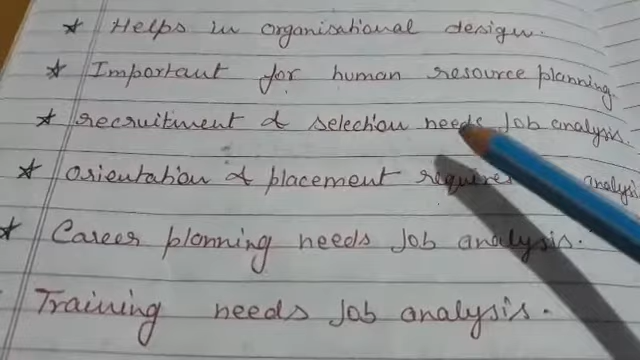 * Helps in organisational design.
* Important for human resource planning.
* recruitment & selection needs Job analysis.
* orientation & placement requires analysis
* Career planning needs Job analysis.
Training needs Job analysis.